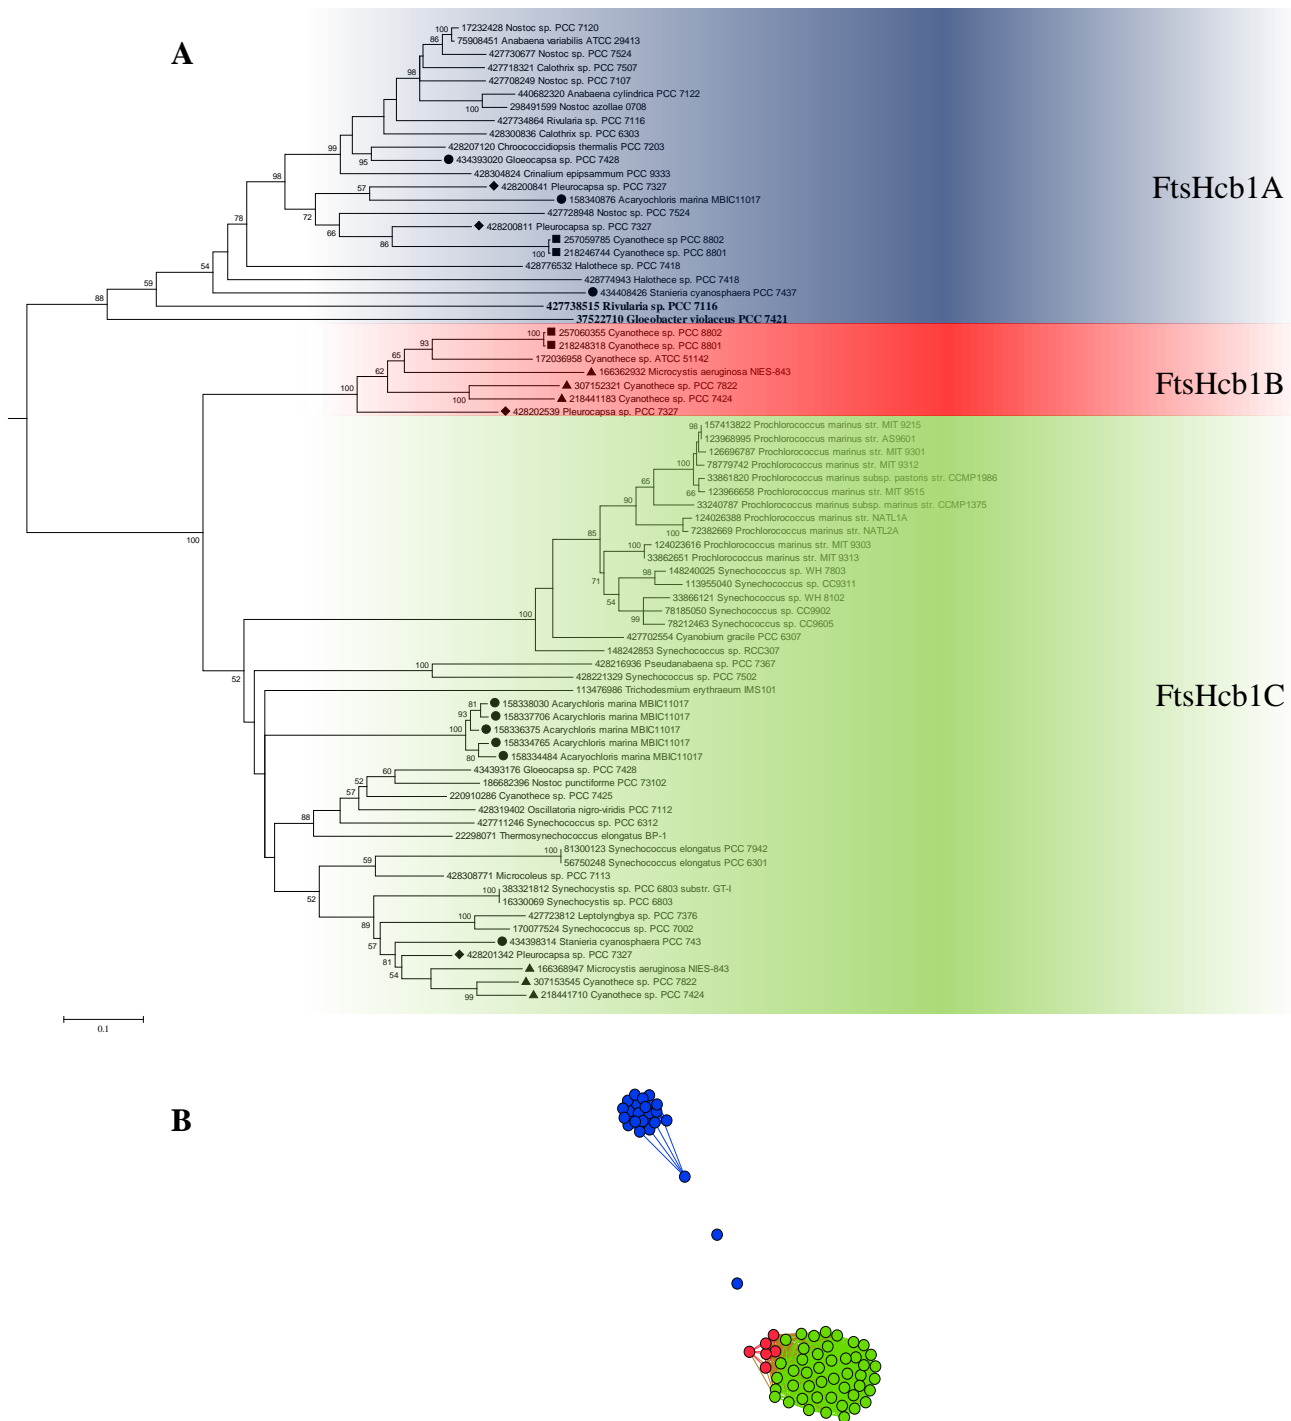 A
100
17232428 Nostoc sp. PCC 7120
86
75908451 Anabaena variabilis ATCC 29413
427730677 Nostoc sp. PCC 7524
427718321 Calothrix sp. PCC 7507
98
427708249 Nostoc sp. PCC 7107
440682320 Anabaena cylindrica PCC 7122
100
298491599 Nostoc azollae 0708
427734864 Rivularia sp. PCC 7116
428300836 Calothrix sp. PCC 6303
99
428207120 Chroococcidiopsis thermalis PCC 7203
95
434393020 Gloeocapsa sp. PCC 7428
428304824 Crinalium epipsammum PCC 9333
98
57
428200841 Pleurocapsa sp. PCC 7327
FtsHcb1A
158340876 Acaryochloris marina MBIC11017
72
427728948 Nostoc sp. PCC 7524
78
66
428200811 Pleurocapsa sp. PCC 7327
86
257059785 Cyanothece sp PCC 8802
100
218246744 Cyanothece sp PCC 8801
54
428776532 Halothece sp. PCC 7418
59
428774943 Halothece sp. PCC 7418
434408426 Stanieria cyanosphaera PCC 7437
88
427738515 Rivularia sp. PCC 7116
37522710 Gloeobacter violaceus PCC 7421
100
257060355 Cyanothece sp. PCC 8802
93
218248318 Cyanothece sp. PCC 8801
65
172036958 Cyanothece sp. ATCC 51142
62
166362932 Microcystis aeruginosa NIES-843
FtsHcb1B
100
307152321 Cyanothece sp. PCC 7822
100
218441183 Cyanothece sp. PCC 7424
428202539 Pleurocapsa sp. PCC 7327
98
157413822 Prochlorococcus marinus str. MIT 9215
123968995 Prochlorococcus marinus str. AS9601
126696787 Prochlorococcus marinus str. MIT 9301
100
78779742 Prochlorococcus marinus str. MIT 9312
65
33861820 Prochlorococcus marinus subsp. pastoris str. CCMP1986
66
123966658 Prochlorococcus marinus str. MIT 9515
90
33240787 Prochlorococcus marinus subsp. marinus str. CCMP1375
124026388 Prochlorococcus marinus str. NATL1A
100
72382669 Prochlorococcus marinus str. NATL2A
85
100
124023616 Prochlorococcus marinus str. MIT 9303
100
33862651 Prochlorococcus marinus str. MIT 9313
71
98
148240025 Synechococcus sp. WH 7803
113955040 Synechococcus sp. CC9311
54
33866121 Synechococcus sp. WH 8102
100
78185050 Synechococcus sp. CC9902
99
78212463 Synechococcus sp. CC9605
427702554 Cyanobium gracile PCC 6307
148242853 Synechococcus sp. RCC307
100
428216936 Pseudanabaena sp. PCC 7367
52
428221329 Synechococcus sp. PCC 7502
113476986 Trichodesmium erythraeum IMS101
FtsHcb1C
81
158338030 Acarychloris marina MBIC11017
93
158337706 Acarychloris marina MBIC11017
100
158336375 Acarychloris marina MBIC11017
158334765 Acarychloris marina MBIC11017
80
158334484 Acaryochloris marina MBIC11017
60
434393176 Gloeocapsa sp. PCC 7428
52
186682396 Nostoc punctiforme PCC 73102
57
220910286 Cyanothece sp. PCC 7425
428319402 Oscillatoria nigro-viridis PCC 7112
88
427711246 Synechococcus sp. PCC 6312
22298071 Thermosynechococcus elongatus BP-1
100
81300123 Synechococcus elongatus PCC 7942
59
56750248 Synechococcus elongatus PCC 6301
428308771 Microcoleus sp. PCC 7113
52
100
383321812 Synechocystis sp. PCC 6803 substr. GT-I
16330069 Synechocystis sp. PCC 6803
100
427723812 Leptolyngbya sp. PCC 7376
89
170077524 Synechococcus sp. PCC 7002
57
434398314 Stanieria cyanosphaera PCC 743
81
428201342 Pleurocapsa sp. PCC 7327
54
166368947 Microcystis aeruginosa NIES-843
307153545 Cyanothece sp. PCC 7822
99
218441710 Cyanothece sp. PCC 7424
0.1
B